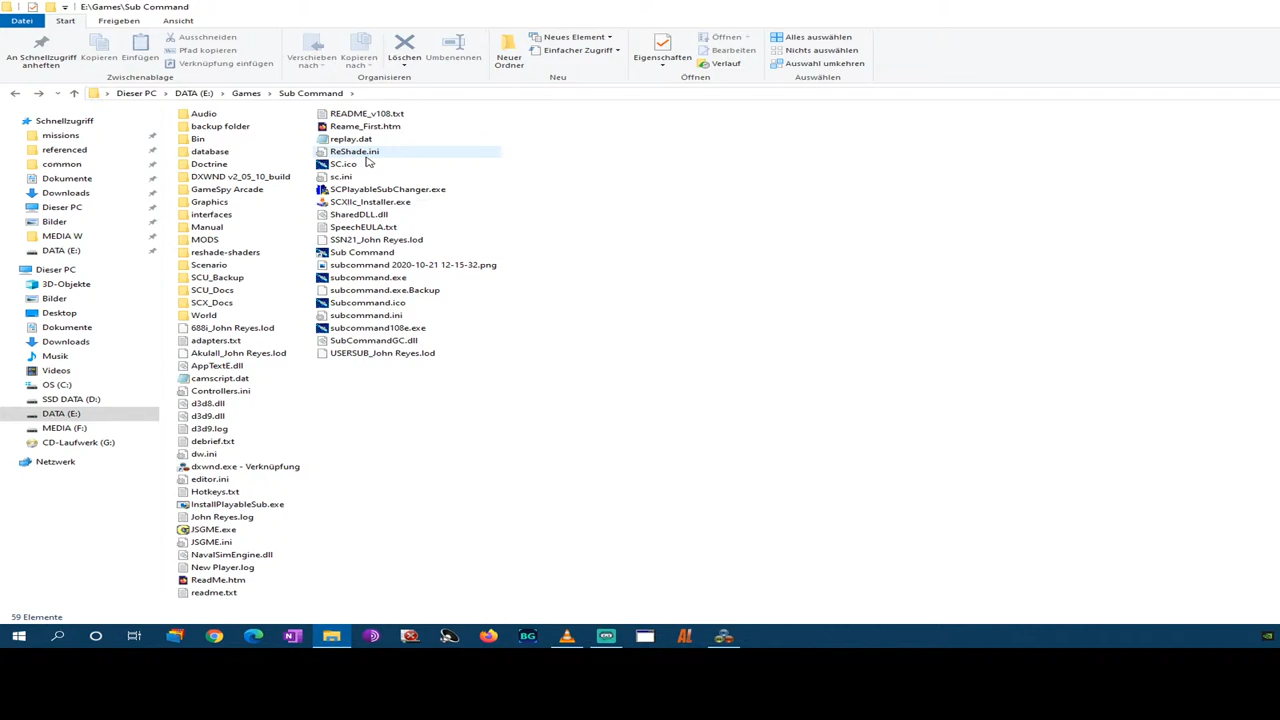 E:\Games\Sub Command
Datei Start Freigeben Ansicht
An Schnellzugriff anheften
Kopieren
Einfügen
Ausschneiden
Pfad kopieren
Verknüpfung einfügen
Zwischenablage
Verschieben nach
Kopieren nach
Löschen
Umbenennen
Organisieren
Neuer Ordner
Neues Element
Einfacher Zugriff
Neu
Eigenschaften
Öffnen
Bearbeiten
Verlauf
Öffnen
Alles auswählen
Nichts auswählen
Auswahl umkehren
Auswählen
Dieser PC > DATA (E:) > Games > Sub Command >
Schnellzugriff
missions
referenced
common
Dokumente
Downloads
Dieser PC
Bilder
MEDIA W
DATA (E:)
Dieser PC
3D-Objekte
Bilder
Desktop
Dokumente
Downloads
Musik
Videos
OS (C:)
SSD DATA (D:)
DATA (E:)
MEDIA (F:)
CD-Laufwerk (G:)
Netzwerk
Audio
backup folder
Bin
database
Doctrine
DXWND v2_05_10_build
GameSpy Arcade
Graphics
interfaces
Manual
MODS
reshade-shaders
Scenario
SCU_Backup
SCU_Docs
SCX_Docs
World
688i_John Reyes.lod
adapters.txt
AkulaII_John Reyes.lod
AppTextE.dll
camscript.dat
Controllers.ini
d3d8.dll
d3d9.dll
d3d9.log
debrief.txt
dw.ini
dxwnd.exe - Verknüpfung
editor.ini
Hotkeys.txt
InstallPlayableSub.exe
John Reyes.log
JSGME.exe
JSGME.ini
NavalSimEngine.dll
New Player.log
ReadMe.htm
readme.txt
README_v108.txt
Reame_First.htm
replay.dat
ReShade.ini
SC.ico
sc.ini
SCPlayableSubChanger.exe
SCXIIc_Installer.exe
SharedDLL.dll
SpeechEULA.txt
SSN21_John Reyes.lod
Sub Command
subcommand 2020-10-21 12-15-32.png
subcommand.exe
subcommand.exe.Backup
Subcommand.ico
subcommand.ini
subcommand108e.exe
SubCommandGC.dll
USERSUB_John Reyes.lod
59 Elemente
N
BG